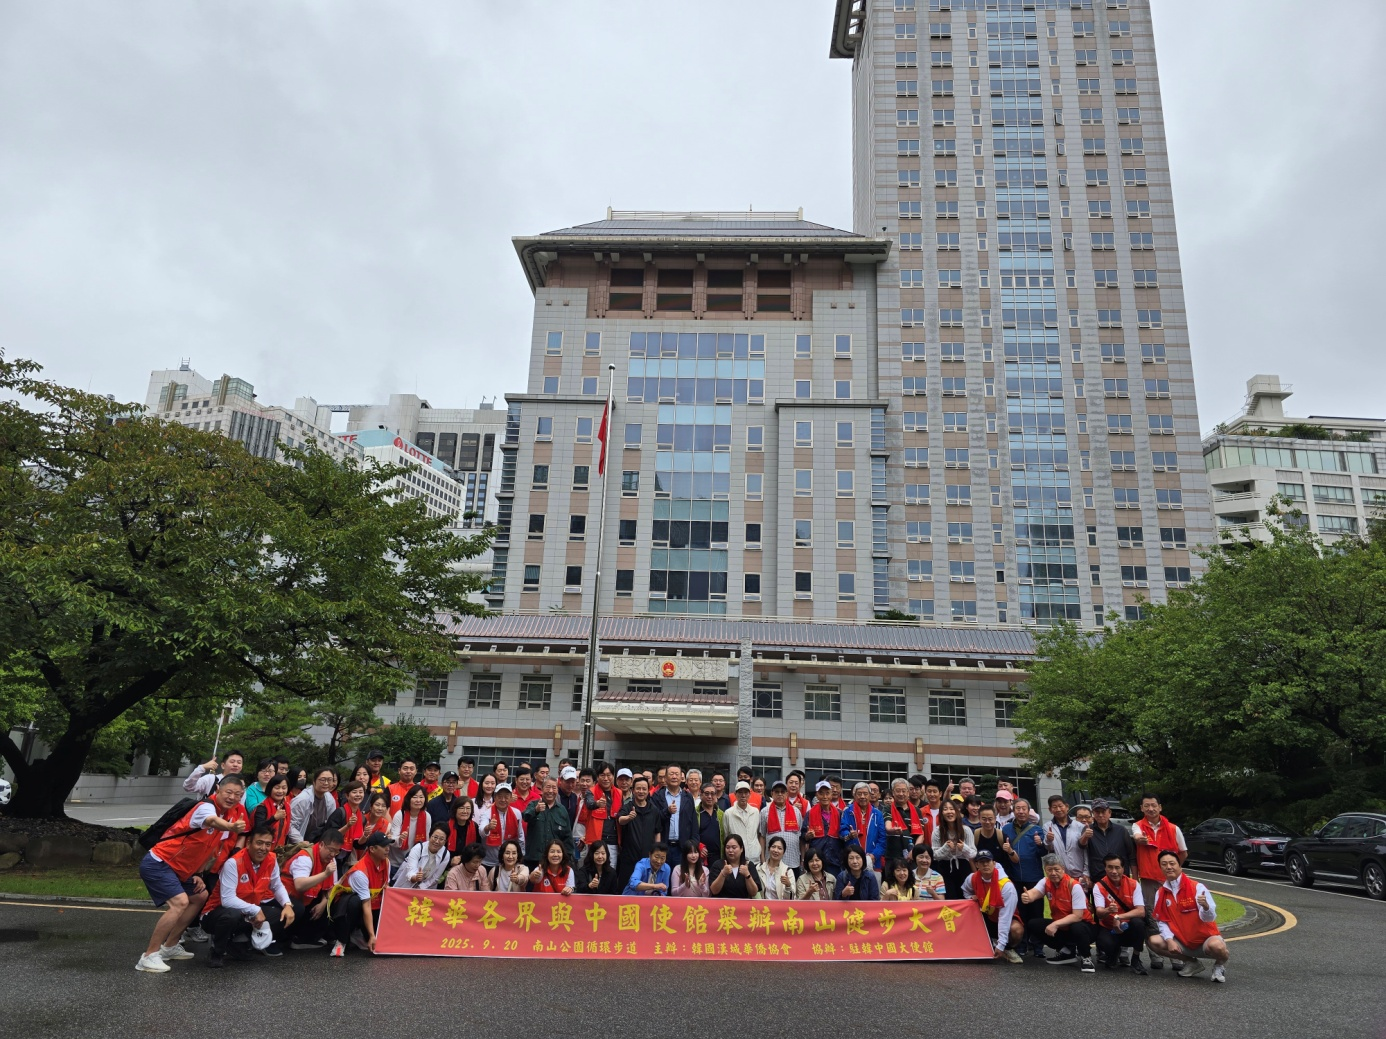 LOTTE
韓華各界與中國使館舉辦南山健步大會
2025. 9. 20 南山公園循環步道 主辦：韓國漢城華僑協會 協辦：駐韓中國大使館